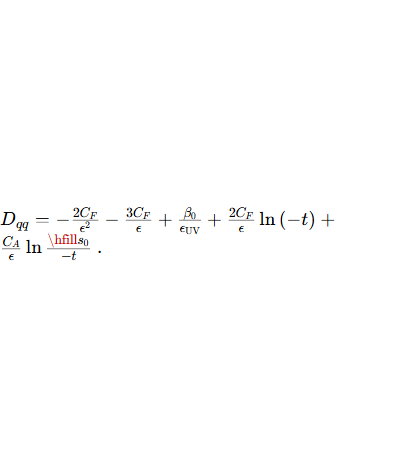 D_{qq} = -\frac{2C_F}{\epsilon^2} - \frac{3C_F}{\epsilon} + \frac{\beta_0}{\epsilon_{UV}} + \frac{2C_F}{\epsilon} \ln(-t) +
\frac{C_A}{\epsilon} \ln \frac{\hfill s_0}{-t} .